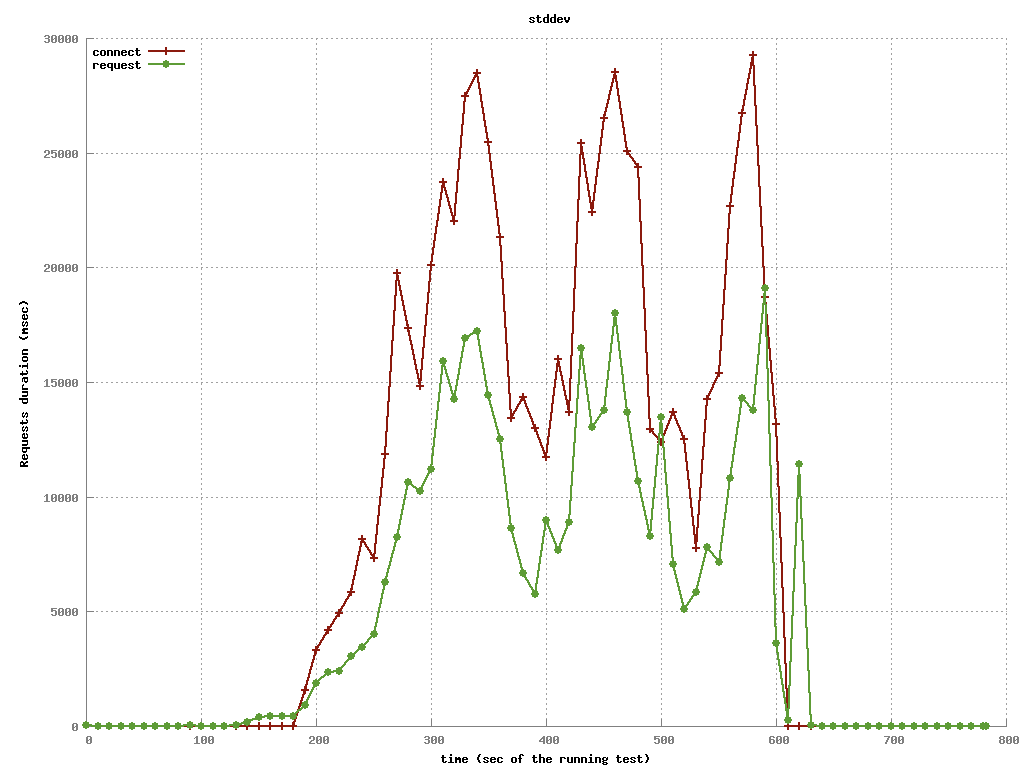 stddev
connect
request
30000
25000
20000
15000
10000
5000
0
Requests duration (msec)
0 100 200 300 400 500 600 700 800
time (sec of the running test)